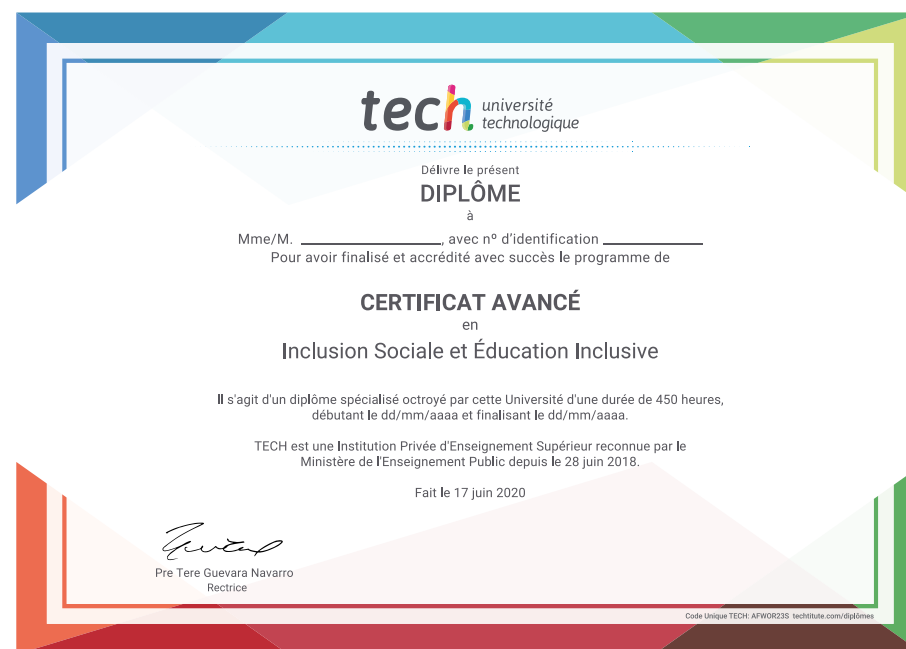 tech université
technologique
Délivre le présent
DIPLÔME
à
Mme/M. ____________________, avec nº d'identification ______________
Pour avoir finalisé et accrédité avec succès le programme de
CERTIFICAT AVANCÉ
en
Inclusion Sociale et Éducation Inclusive
Il s'agit d'un diplôme spécialisé octroyé par cette Université d'une durée de 450 heures,
débutant le dd/mm/aaaa et finalisant le dd/mm/aaaa.
TECH est une Institution Privée d'Enseignement Supérieur reconnue par le
Ministère de l'Enseignement Public depuis le 28 juin 2018.
Fait le 17 juin 2020
Pre Tere Guevara Navarro
Rectrice
Code Unique TECH: AFWOR23S techtitute.com/diplômes